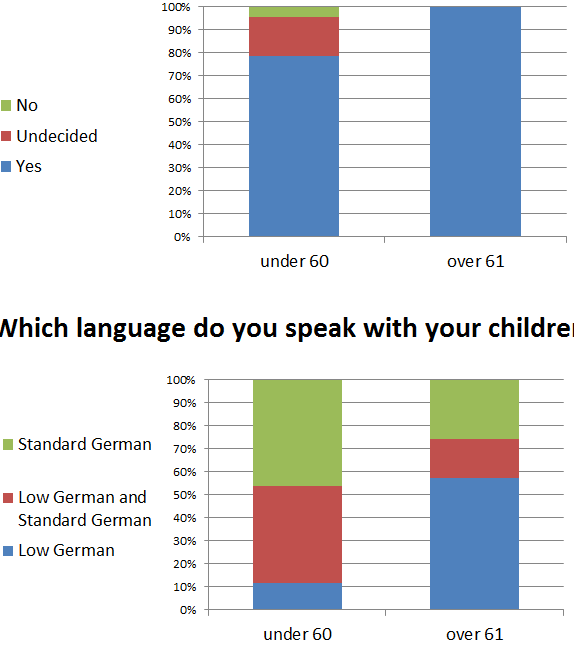 100%
90%
80%
70%
60%
50%
40%
30%
20%
10%
0%
No
Undecided
Yes
under 60
over 61
Which language do you speak with your children
100%
90%
80%
70%
60%
50%
40%
30%
20%
10%
0%
Standard German
Low German and
Standard German
Low German
under 60
over 61